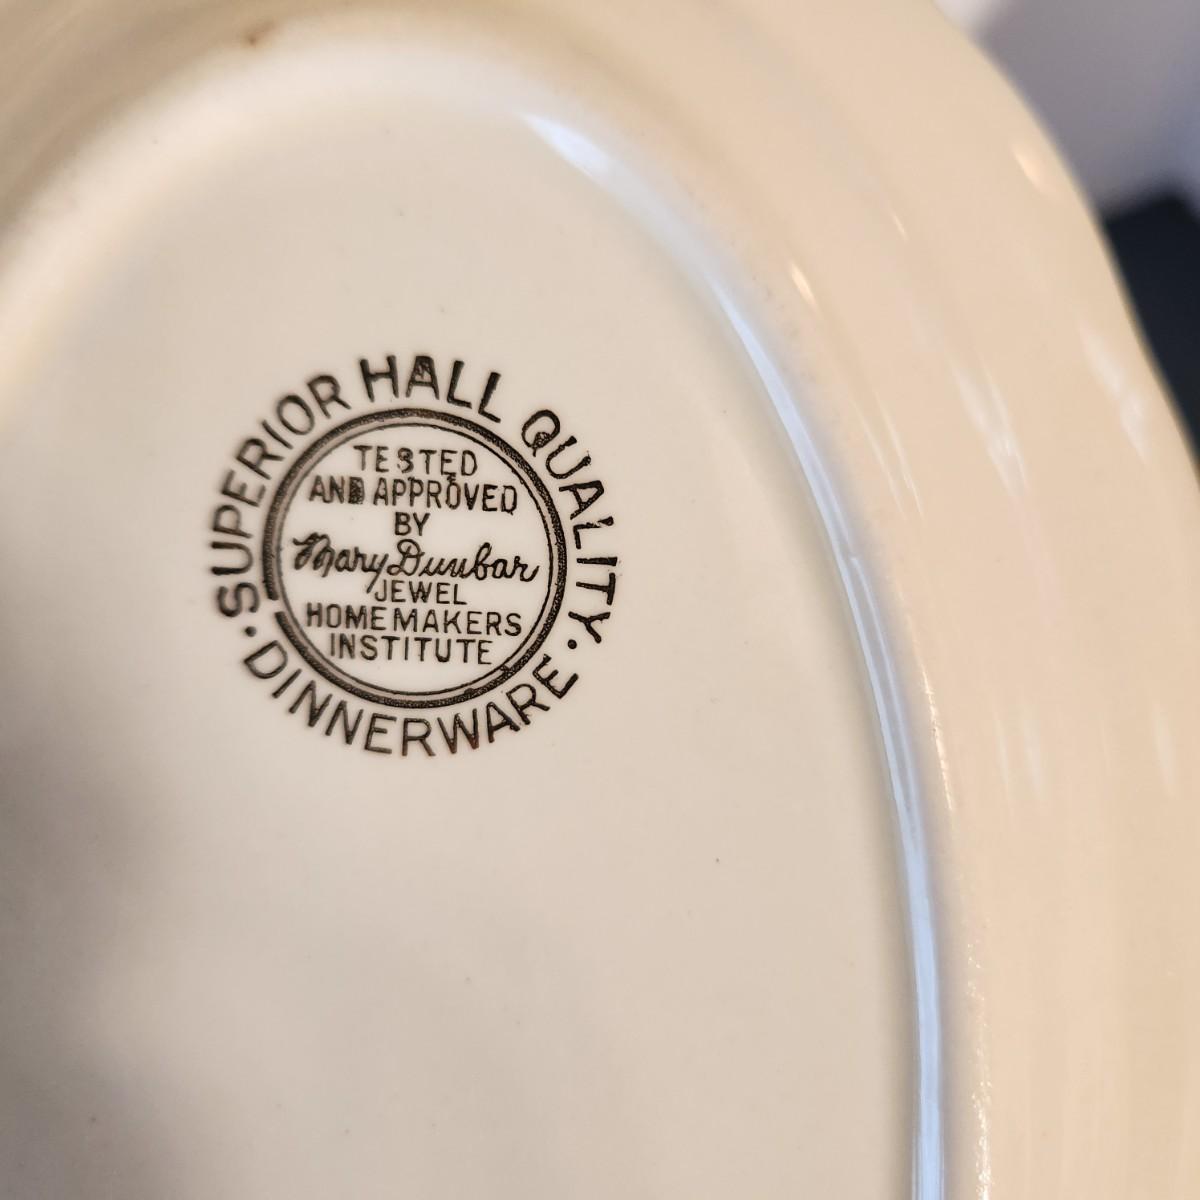 SUPERIOR HALL QUALITY
· DINNERWARE ·
TESTED
AND APPROVED
BY
Mary Dunbar
JEWEL
HOMEMAKERS
INSTITUTE